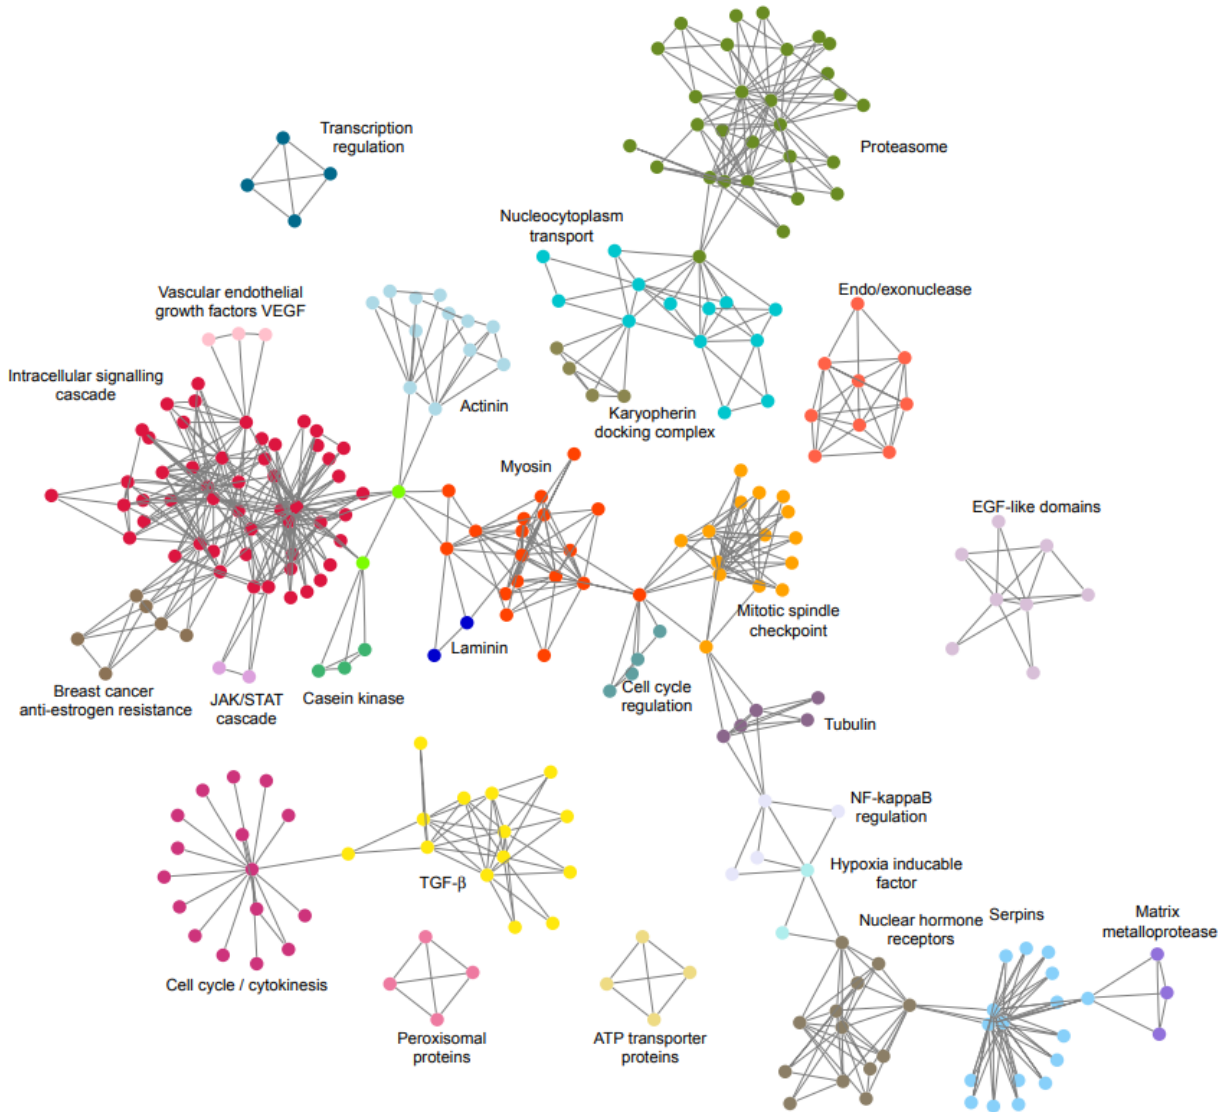 Transcription
regulation
Proteasome
Nucleocytoplasm
transport
Vascular endothelial
growth factors VEGF
Endo/exonuclease
Intracellular signalling
cascade
Actinin
Karyopherin
docking complex
Myosin
EGF-like domains
Mitotic spindle
checkpoint
Laminin
Breast cancer
anti-estrogen resistance
JAK/STAT
cascade
Casein kinase
Cell cycle
regulation
Tubulin
NF-kappaB
regulation
TGF-β
Hypoxia inducable
factor
Nuclear hormone
receptors
Serpins
Matrix
metalloprotease
Cell cycle / cytokinesis
Peroxisomal
proteins
ATP transporter
proteins